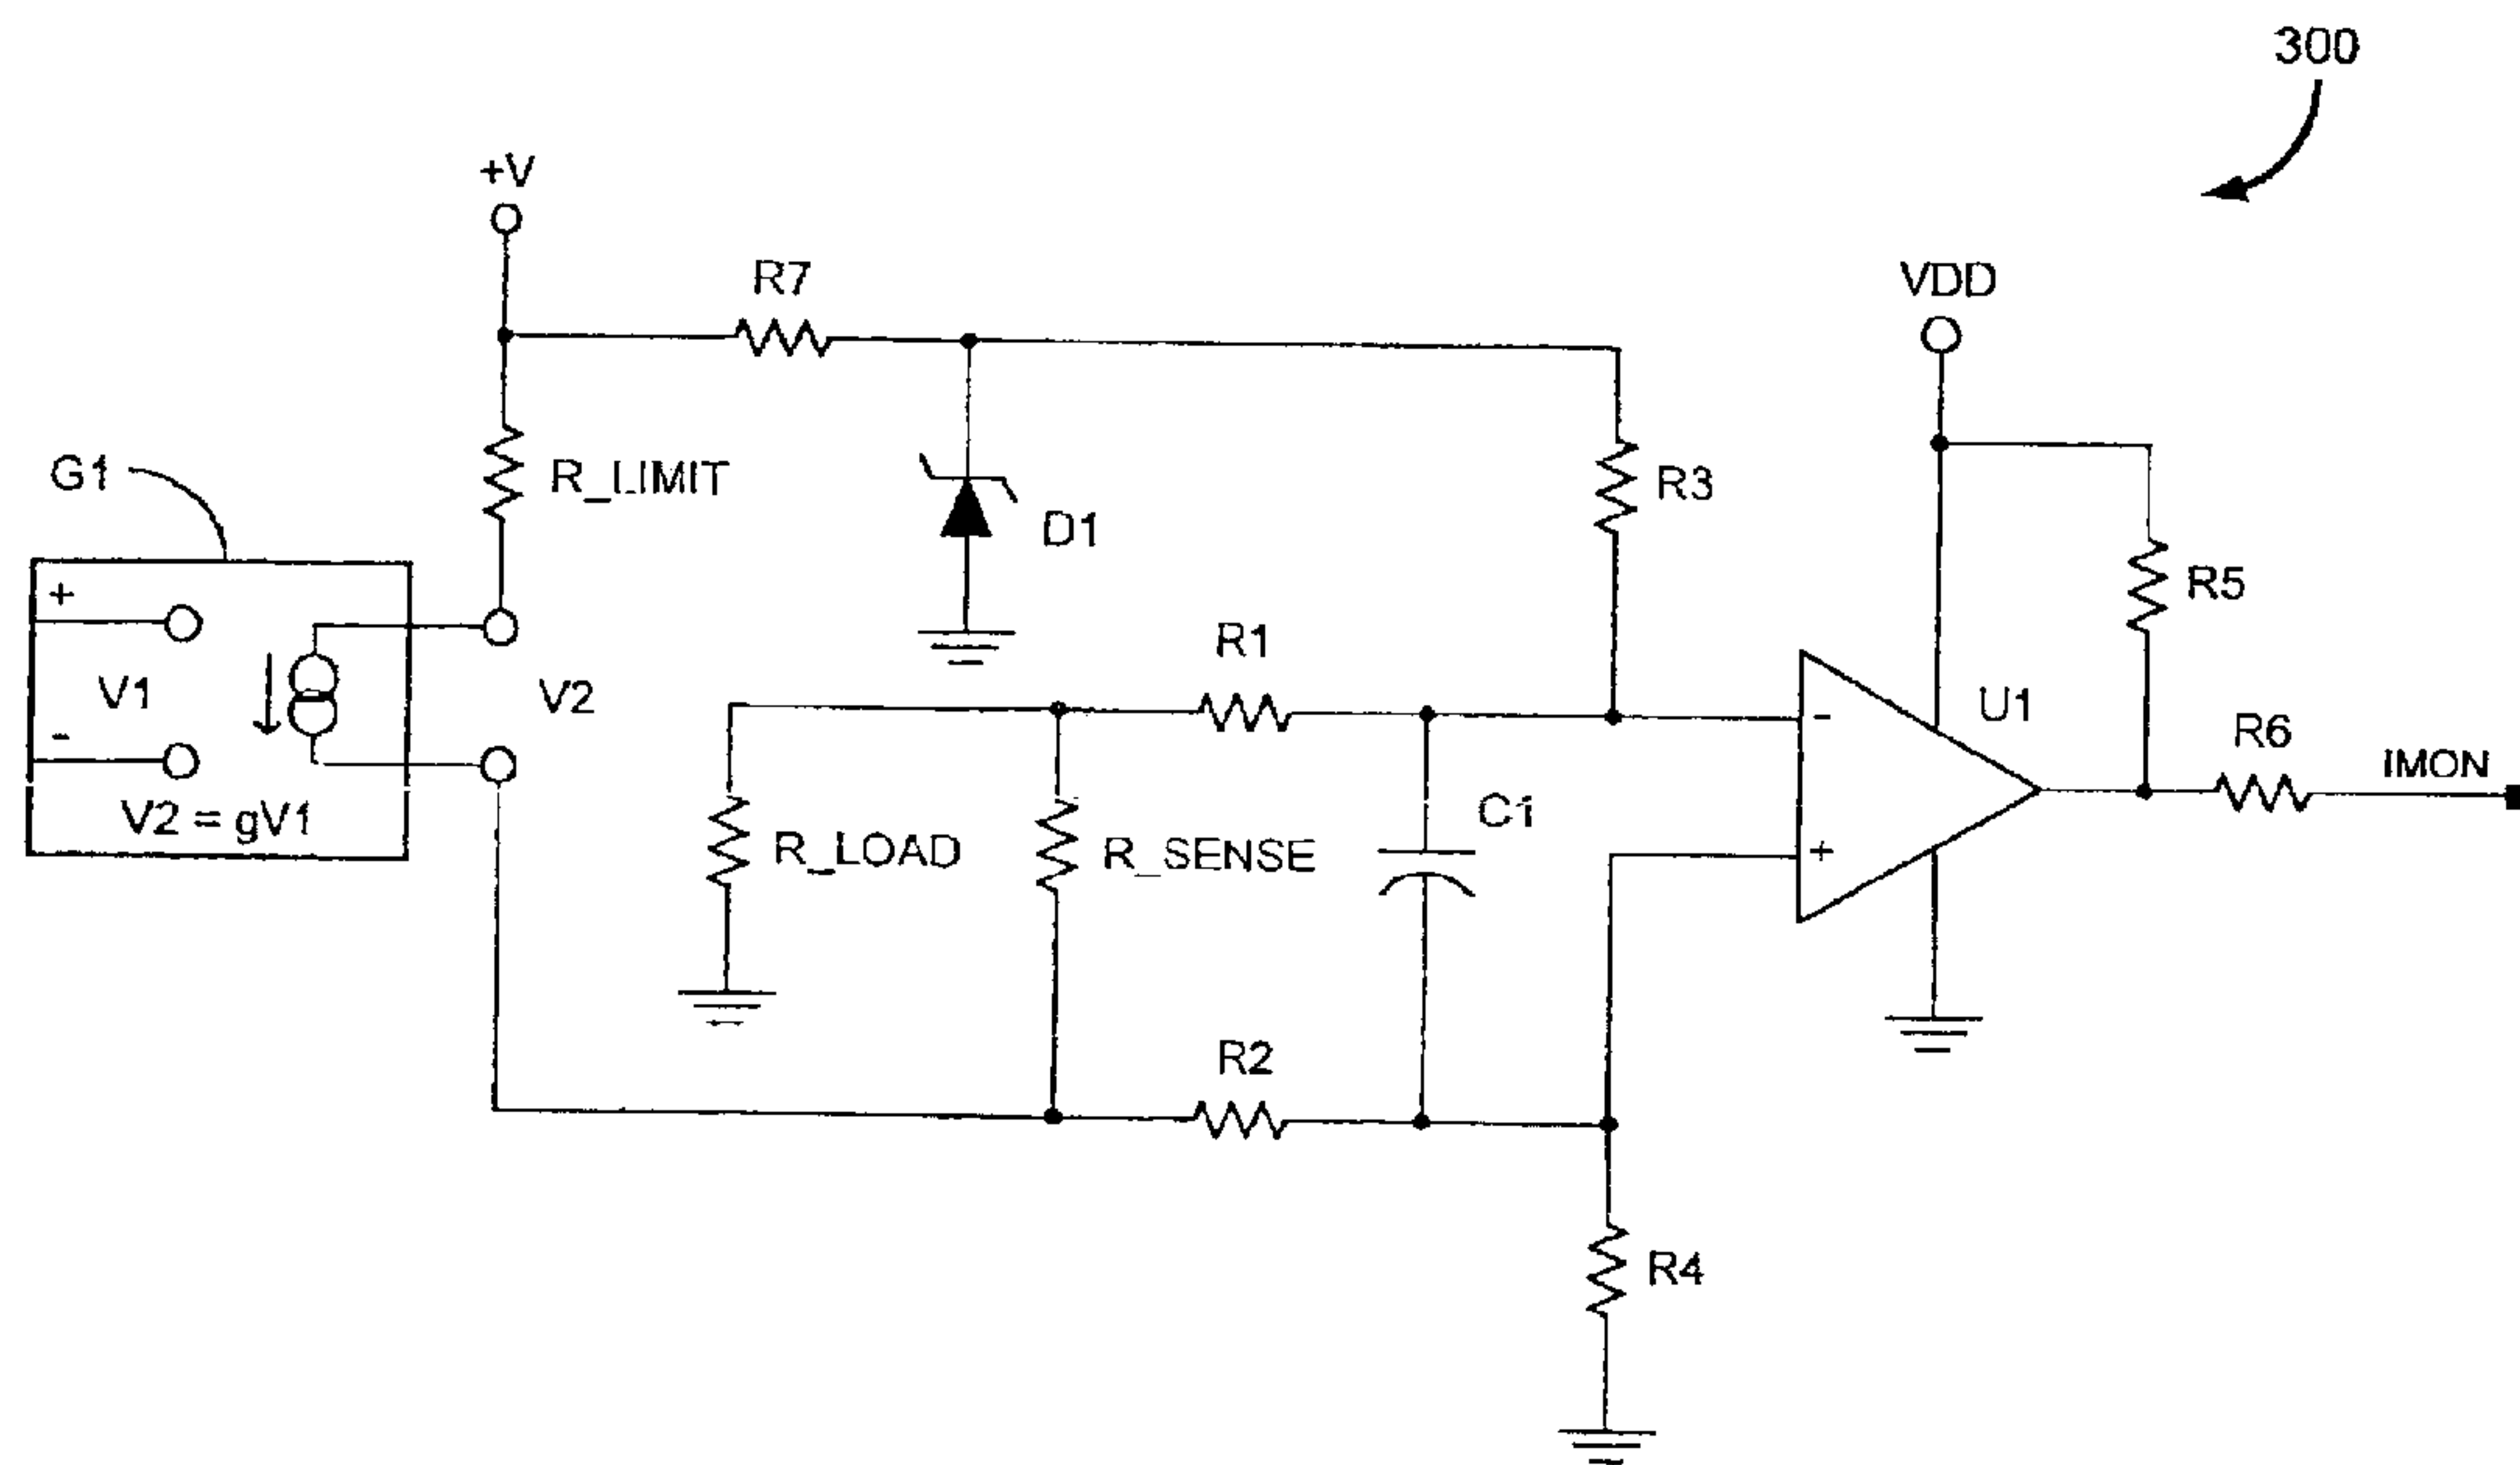 300
+V
R7
VDD
G1
R_LIMIT
R3
D1
R5
+
V1
-
V2 = gV1
V2
R1
-
U1
R6
IMON
C1
R_LOAD
R_SENSE
+
R2
R4